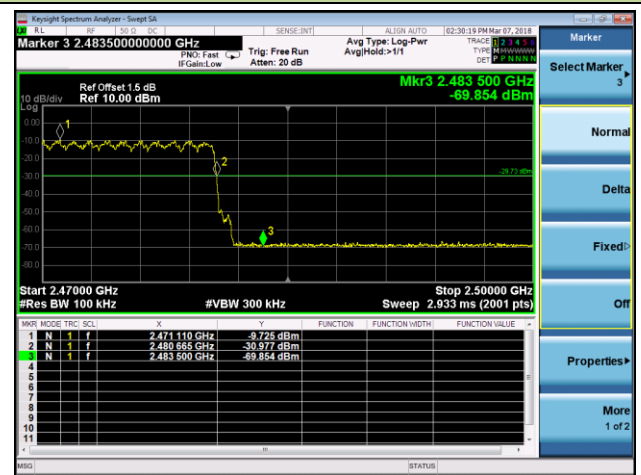 Keysight Spectrum Analyzer - Swept SA
RL RF 50 Ω DC SENSE:INT ALIGN AUTO 02:30:19 PM Mar 07, 2018
Marker 3 2.483500000000 GHz
PNO: Fast
IFGain:Low
Trig: Free Run
Atten: 20 dB
Avg Type: Log-Pwr
Avg|Hold:>1/1
TRACE 1 2 3 4 5 6
TYPE MWWWWW
DET P P N N N N
Mkr3 2.483 500 GHz
-69.854 dBm
Ref Offset 1.5 dB
10 dB/div Ref 10.00 dBm
Log
0.00
-10.0
-20.0
-30.0
-40.0
-50.0
-60.0
-70.0
-80.0
1
2
3
-29.73 dBm
Start 2.47000 GHz Stop 2.50000 GHz
#Res BW 100 kHz #VBW 300 kHz Sweep 2.933 ms (2001 pts)
MKR MODE TRC SCL X Y FUNCTION FUNCTION WIDTH FUNCTION VALUE
1 N 1 f 2.471 110 GHz -9.725 dBm
2 N 1 f 2.480 665 GHz -30.977 dBm
3 N 1 f 2.483 500 GHz -69.854 dBm
4
5
6
7
8
9
10
11
MSG STATUS
Marker
Select Marker
3
Normal
Delta
Fixed
Off
Properties
More
1 of 2